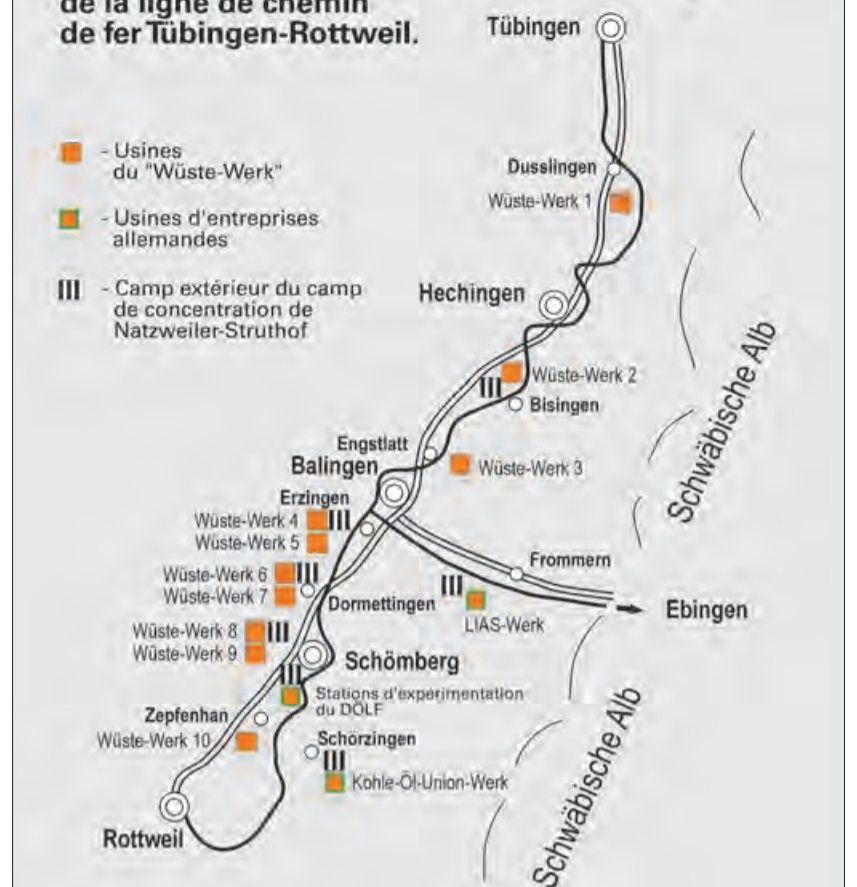 de la ligne de chemin
de fer Tübingen-Rottweil.
- Usines
du "Wüste-Werk"
- Usines d'entreprises
allemandes
- Camp extérieur du camp
de concentration de
Natzweiler-Struthof
Tübingen
Dusslingen
Wüste-Werk 1
Hechingen
Wüste-Werk 2
Bisingen
Engstlatt
Balingen
Wüste-Werk 3
Erzingen
Wüste-Werk 4
Wüste-Werk 5
Wüste-Werk 6
Wüste-Werk 7
Frommern
Dormettingen
LIAS-Werk
Ebingen
Wüste-Werk 8
Wüste-Werk 9
Schömberg
Stations d'experimentation
du DÖLF
Zepfenhan
Wüste-Werk 10
Schörzingen
Kohle-Öl-Union-Werk
Rottweil
Schwäbische Alb
Schwäbische Alb